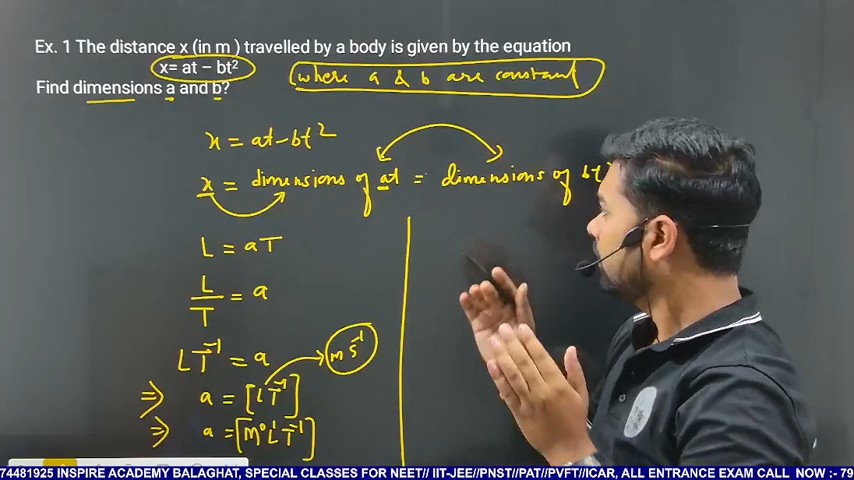 Ex. 1 The distance x (in m ) travelled by a body is given by the equation
x= at – bt²
where a & b are constant
Find dimensions a and b?
x = at - bt²
x = dimensions of at = dimensions of bt
L = aT
L/T = a
LT⁻¹ = a
m s⁻¹
⇒ a = [LT⁻¹]
⇒ a = [M⁰L¹T⁻¹]
74481925 INSPIRE ACADEMY BALAGHAT, SPECIAL CLASSES FOR NEET// IIT-JEE//PNST//PAT//PVFT//ICAR, ALL ENTRANCE EXAM CALL NOW :- 79